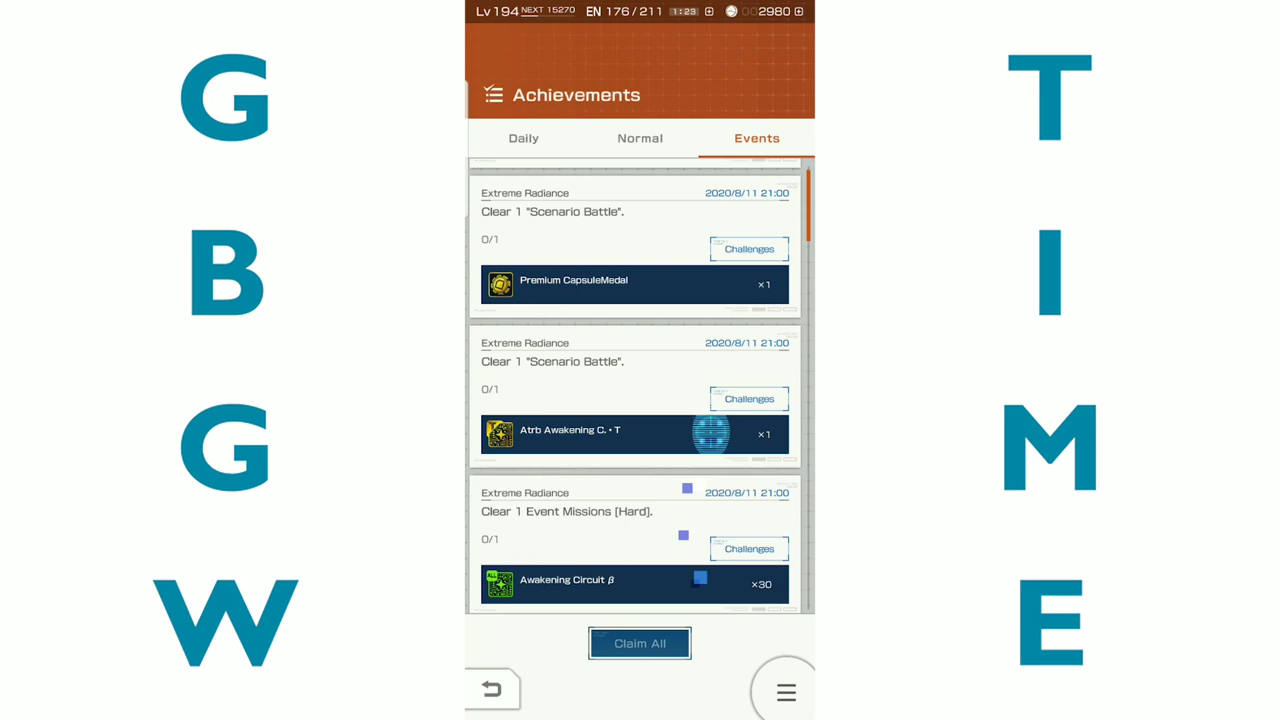 G
B
G
W
Lv 194 NEXT 15270 EN 176/211 1:23 002980
Achievements
Daily Normal Events
Extreme Radiance 2020/8/11 21:00
Clear 1 "Scenario Battle".
0/1
Challenges
Premium CapsuleMedal ×1
Extreme Radiance 2020/8/11 21:00
Clear 1 "Scenario Battle".
0/1
Challenges
Atrb Awakening C.・T ×1
Extreme Radiance 2020/8/11 21:00
Clear 1 Event Missions [Hard].
0/1
Challenges
ALL
Awakening Circuit β ×30
Claim All
T
I
M
E